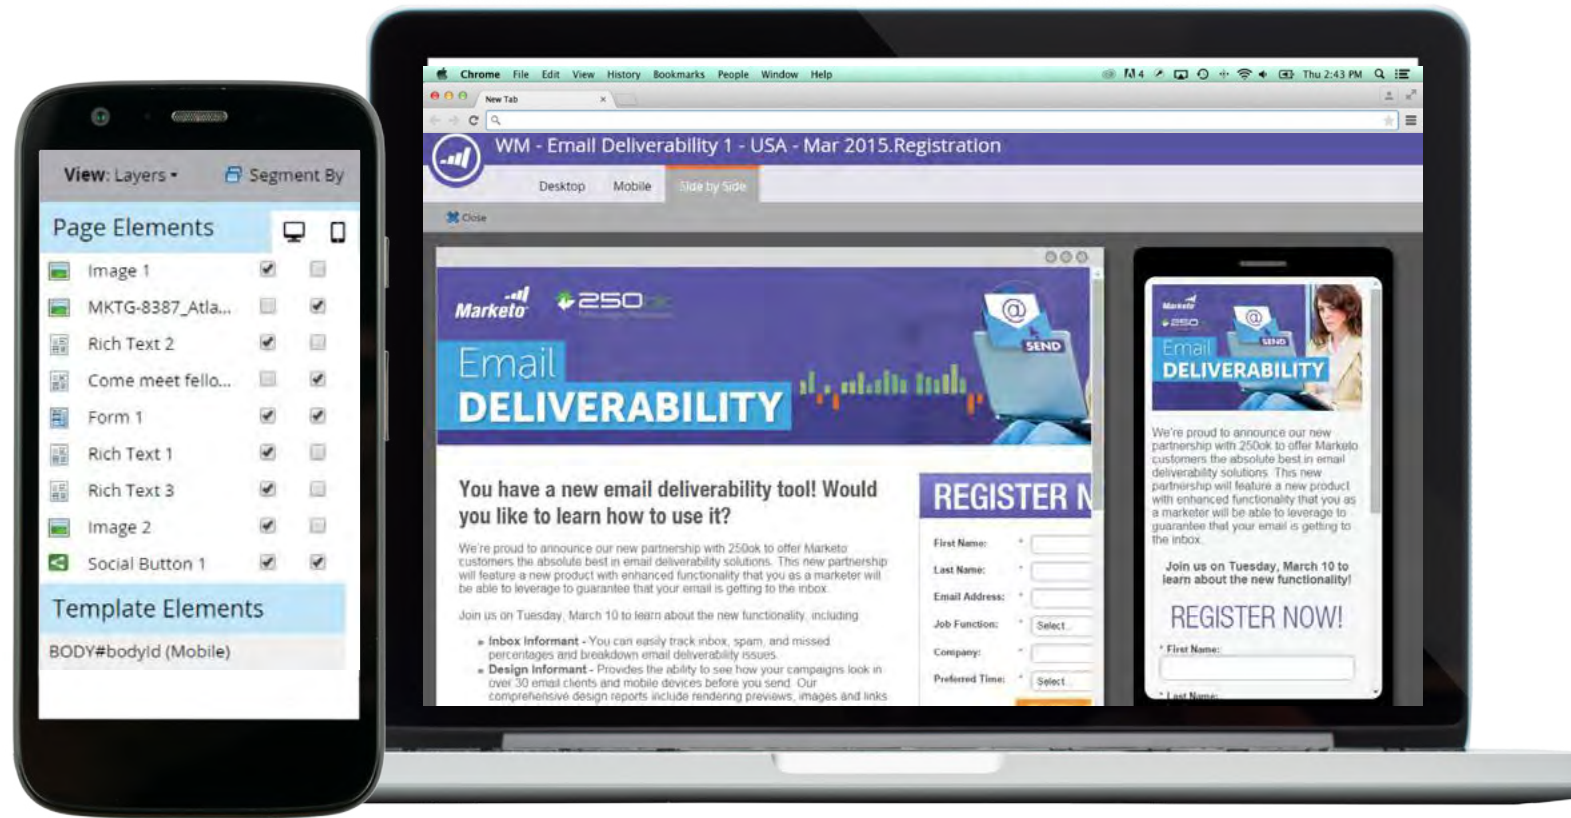 View: Layers
Segment By
Page Elements
Image 1
MKTG-8387_Atla...
Rich Text 2
Come meet fello...
Form 1
Rich Text 1
Rich Text 3
Image 2
Social Button 1
Template Elements
BODY#bodyId (Mobile)
Chrome File Edit View History Bookmarks People Window Help
4 Thu 2:43 PM
New Tab
WM - Email Deliverability 1 - USA - Mar 2015.Registration
Desktop Mobile Side by Side
Close
Marketo 250ok
Email
DELIVERABILITY
@
SEND
You have a new email deliverability tool! Would
you like to learn how to use it?
We're proud to announce our new partnership with 250ok to offer Marketo
customers the absolute best in email deliverability solutions. This new partnership
will feature a new product with enhanced functionality that you as a marketer will
be able to leverage to guarantee that your email is getting to the inbox.
Join us on Tuesday, March 10 to learn about the new functionality, including
» Inbox Informant - You can easily track inbox, spam, and missed
percentages and breakdown email deliverability issues.
» Design Informant - Provides the ability to see how your campaigns look in
over 30 email clients and mobile devices before you send. Our
comprehensive design reports include rendering previews, images and links
REGISTER N
First Name: *
Last Name: *
Email Address: *
Job Function: * Select...
Company: *
Preferred Time: * Select...
Marketo
250
@
SEND
Email
DELIVERABILITY
We're proud to announce our new
partnership with 250ok to offer Marketo
customers the absolute best in email
deliverability solutions. This new
partnership will feature a new product
with enhanced functionality that you as
a marketer will be able to leverage to
guarantee that your email is getting to
the inbox.
Join us on Tuesday, March 10 to
learn about the new functionality!
REGISTER NOW!
* First Name:
* Last Name: